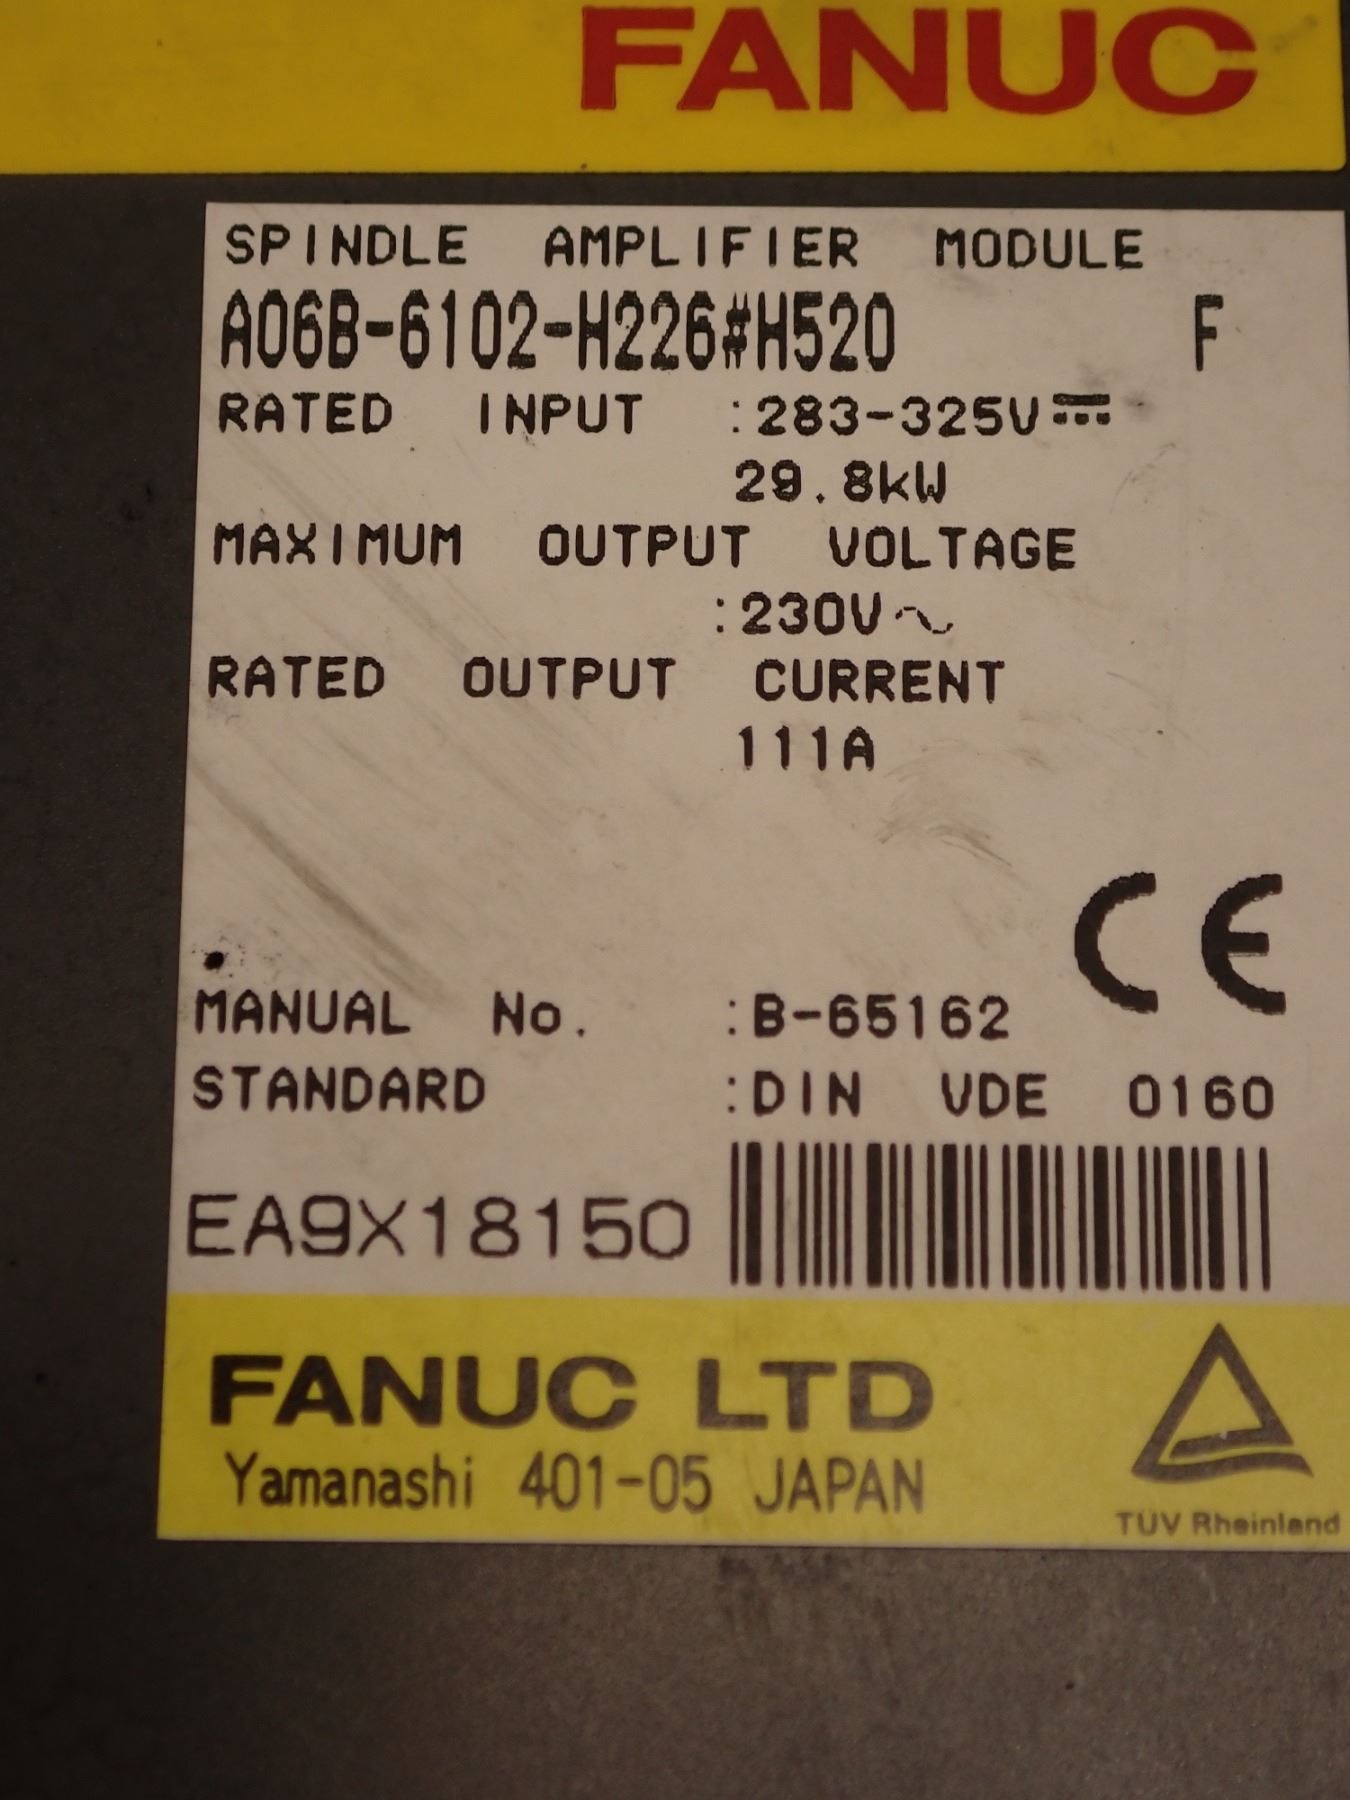 FANUC
SPINDLE AMPLIFIER MODULE
A06B-6102-H226#H520 F
RATED INPUT :283-325V⎓
29.8kW
MAXIMUM OUTPUT VOLTAGE
:230V∿
RATED OUTPUT CURRENT
111A
CE
MANUAL No. :B-65162
STANDARD :DIN VDE 0160
EA9X18150
FANUC LTD
Yamanashi 401-05 JAPAN
TÜV Rheinland